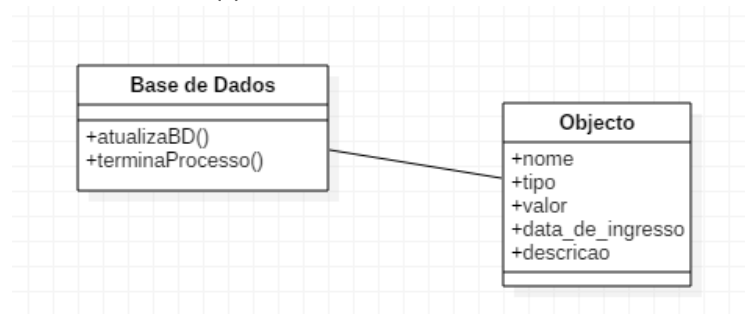 Base de Dados
+atualizaBD()
+terminaProcesso()
Objecto
+nome
+tipo
+valor
+data_de_ingresso
+descricao